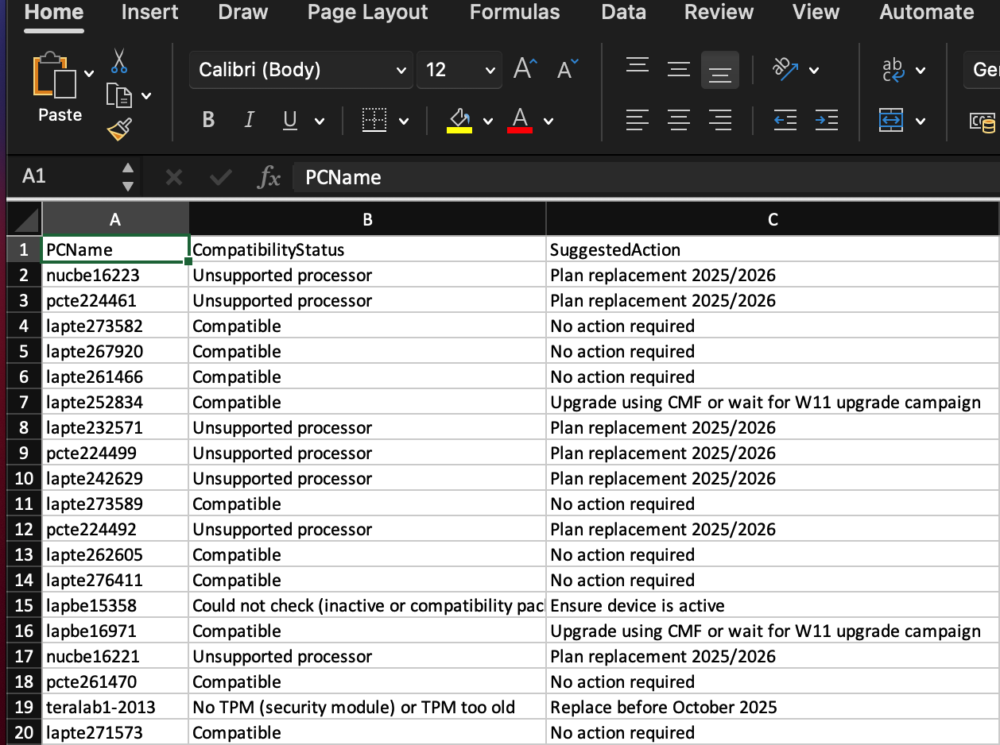 Home Insert Draw Page Layout Formulas Data Review View Automate
Paste
Calibri (Body) 12 A A
B I U A
ab
c
Ge
A1 fx PCName
A B C
1 PCName CompatibilityStatus SuggestedAction
2 nucbe16223 Unsupported processor Plan replacement 2025/2026
3 pcte224461 Unsupported processor Plan replacement 2025/2026
4 lapte273582 Compatible No action required
5 lapte267920 Compatible No action required
6 lapte261466 Compatible No action required
7 lapte252834 Compatible Upgrade using CMF or wait for W11 upgrade campaign
8 lapte232571 Unsupported processor Plan replacement 2025/2026
9 pcte224499 Unsupported processor Plan replacement 2025/2026
10 lapte242629 Unsupported processor Plan replacement 2025/2026
11 lapte273589 Compatible No action required
12 pcte224492 Unsupported processor Plan replacement 2025/2026
13 lapte262605 Compatible No action required
14 lapte276411 Compatible No action required
15 lapbe15358 Could not check (inactive or compatibility pac Ensure device is active
16 lapbe16971 Compatible Upgrade using CMF or wait for W11 upgrade campaign
17 nucbe16221 Unsupported processor Plan replacement 2025/2026
18 pcte261470 Compatible No action required
19 teralab1-2013 No TPM (security module) or TPM too old Replace before October 2025
20 lapte271573 Compatible No action required